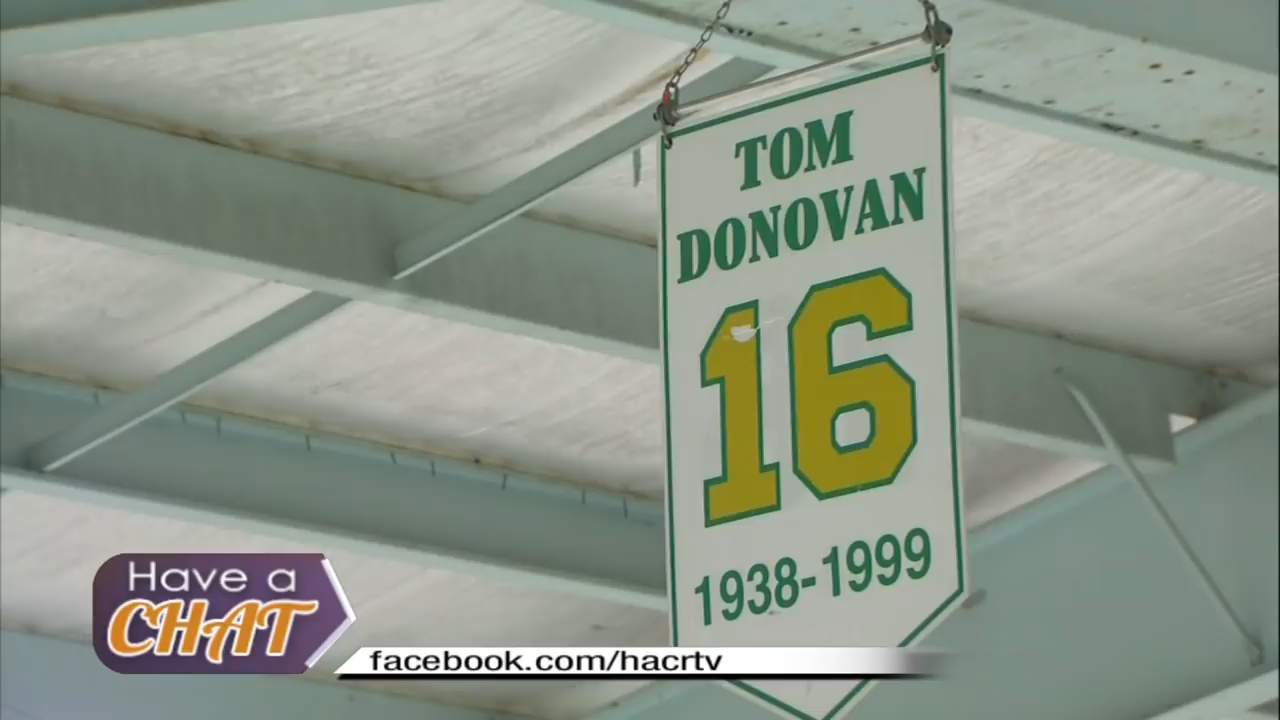 TOM
DONOVAN
16
1938-1999
Have a
CHAT
facebook.com/hacrtv